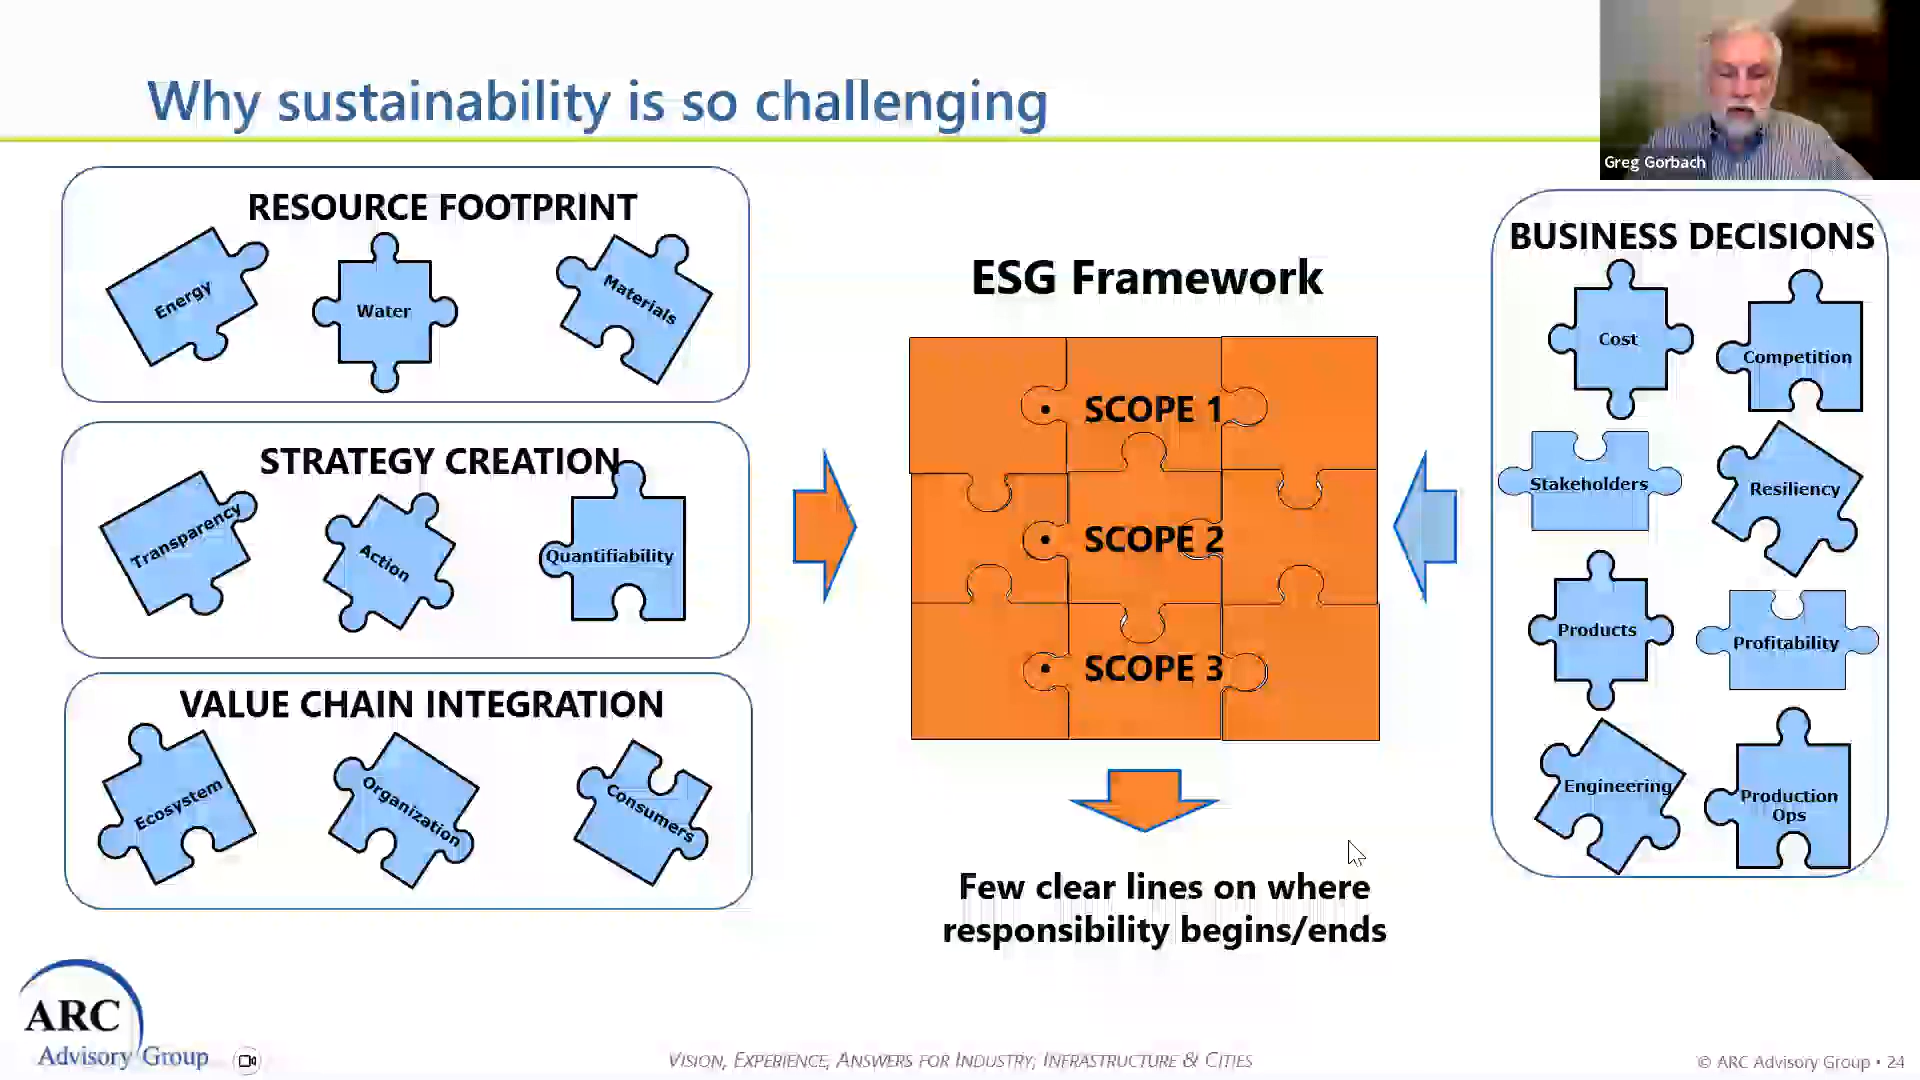 Why sustainability is so challenging
Greg Gorbach
RESOURCE FOOTPRINT
Energy
Water
Materials
STRATEGY CREATION
Transparency
Action
Quantifiability
VALUE CHAIN INTEGRATION
Ecosystem
Organization
Consumers
ESG Framework
• SCOPE 1
• SCOPE 2
• SCOPE 3
Few clear lines on where
responsibility begins/ends
BUSINESS DECISIONS
Cost
Competition
Stakeholders
Resiliency
Products
Profitability
Engineering
Production
Ops
ARC
Advisory Group
VISION, EXPERIENCE, ANSWERS FOR INDUSTRY, INFRASTRUCTURE & CITIES
© ARC Advisory Group • 24